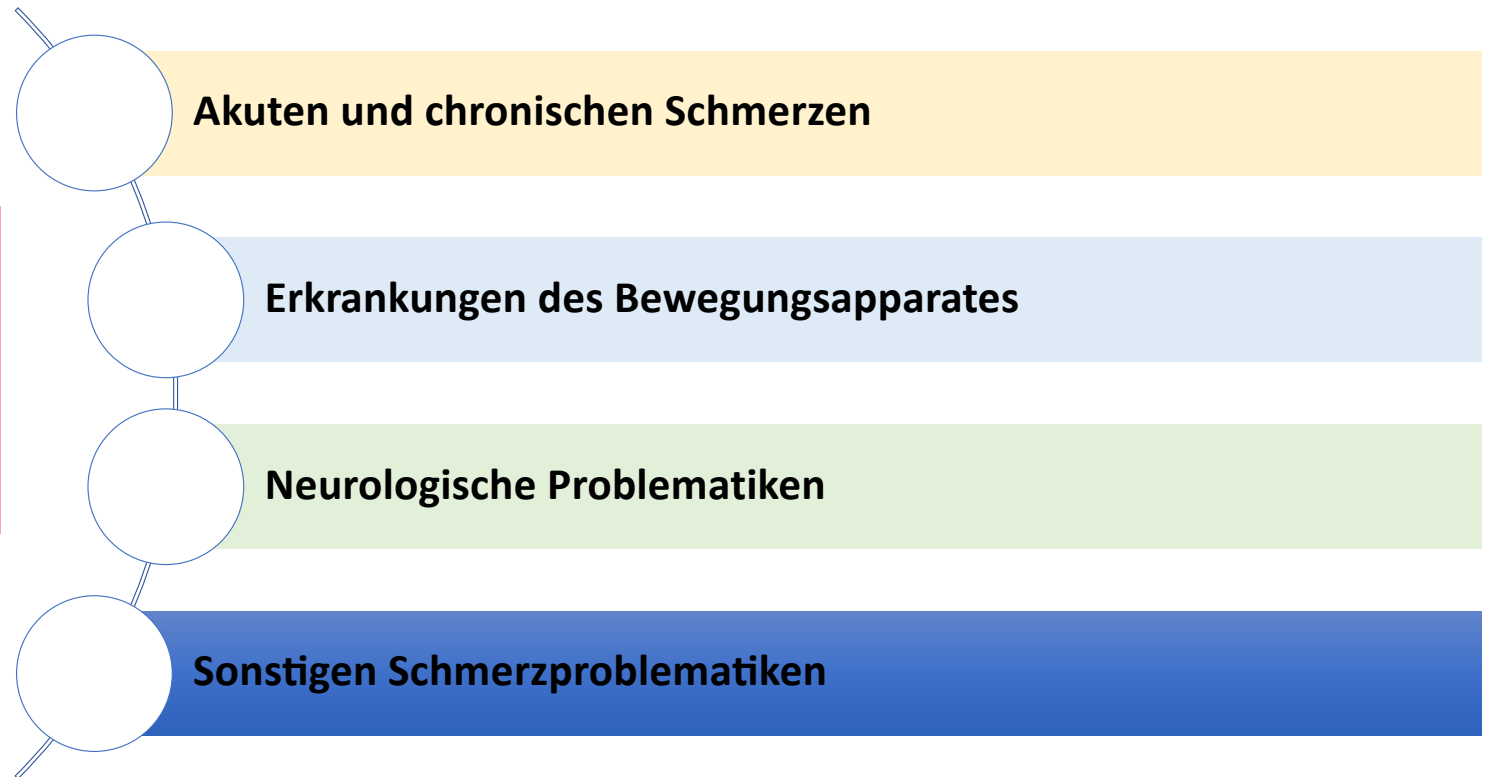 Akuten und chronischen Schmerzen
Erkrankungen des Bewegungsapparates
Neurologische Problematiken
Sonstigen Schmerzproblematiken